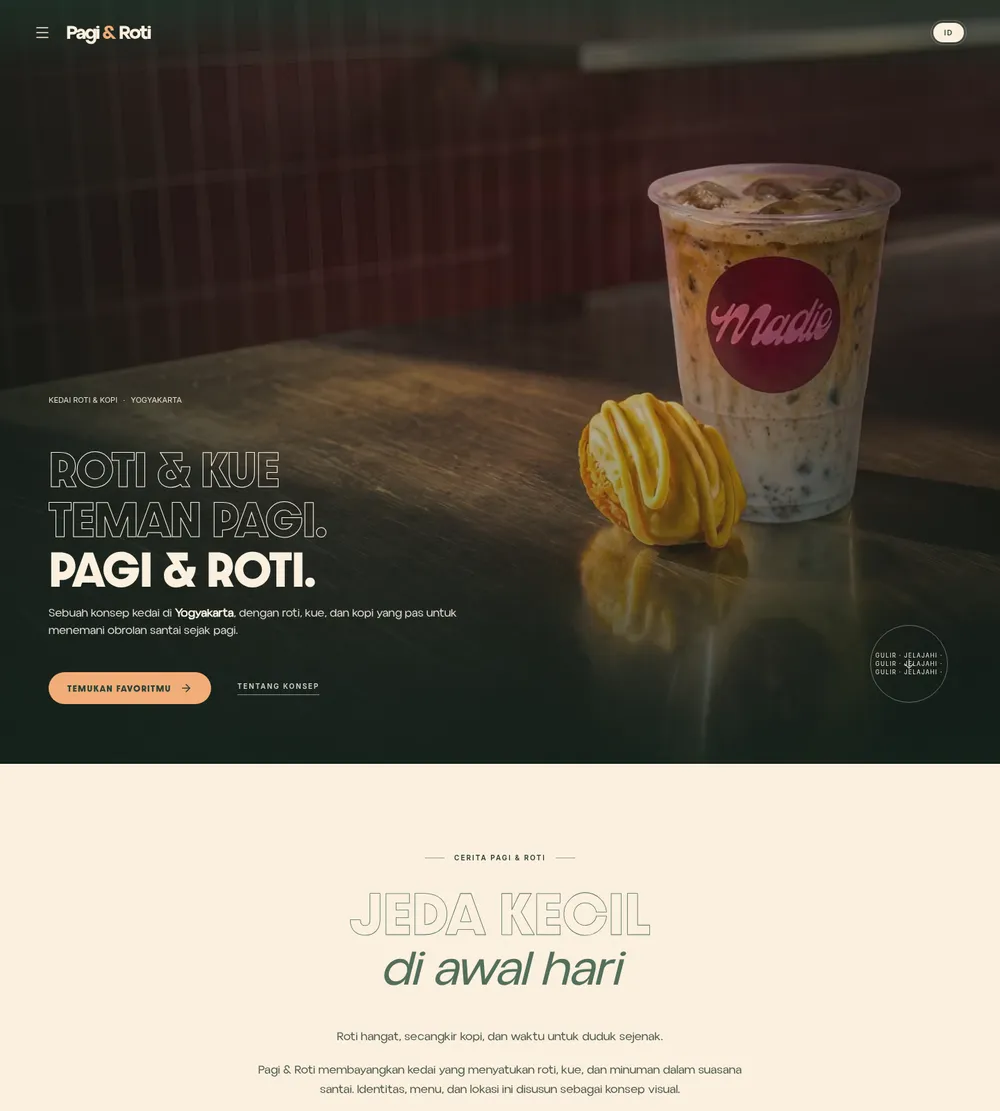 Pagi & Roti
ID
Madie
KEDAI ROTI & KOPI · YOGYAKARTA
ROTI & KUE
TEMAN PAGI.
PAGI & ROTI.
Sebuah konsep kedai di Yogyakarta, dengan roti, kue, dan kopi yang pas untuk
menemani obrolan santai sejak pagi.
TEMUKAN FAVORITMU
TENTANG KONSEP
GULIR · JELAJAHI ·
GULIR · JELAJAHI ·
GULIR · JELAJAHI ·
CERITA PAGI & ROTI
JEDA KECIL
di awal hari
Roti hangat, secangkir kopi, dan waktu untuk duduk sejenak.
Pagi & Roti membayangkan kedai yang menyatukan roti, kue, dan minuman dalam suasana
santai. Identitas, menu, dan lokasi ini disusun sebagai konsep visual.